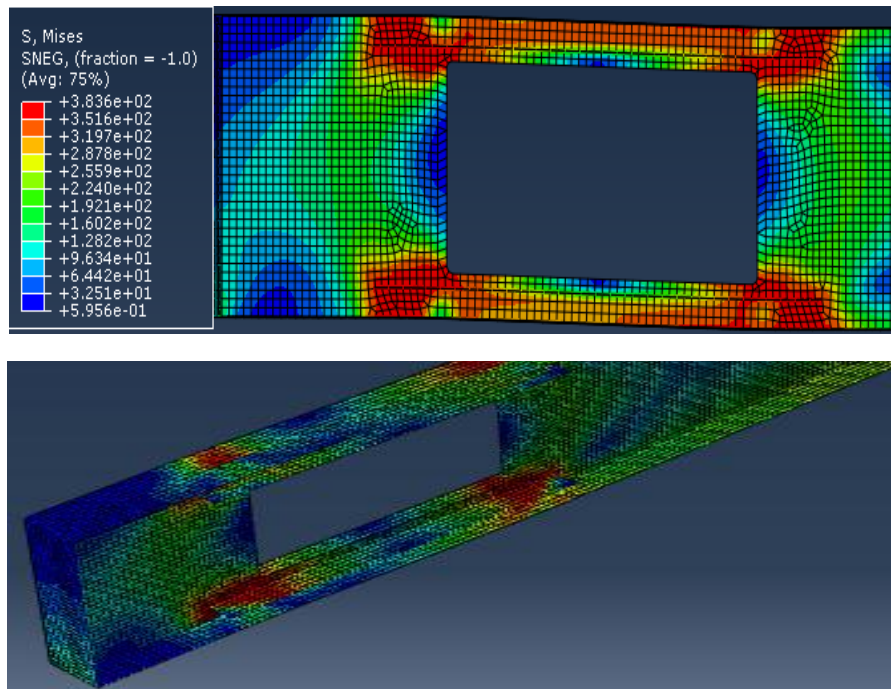 S, Mises
SNEG, (fraction = -1.0)
(Avg: 75%)
+3.836e+02
+3.516e+02
+3.197e+02
+2.878e+02
+2.559e+02
+2.240e+02
+1.921e+02
+1.602e+02
+1.282e+02
+9.634e+01
+6.442e+01
+3.251e+01
+5.956e-01